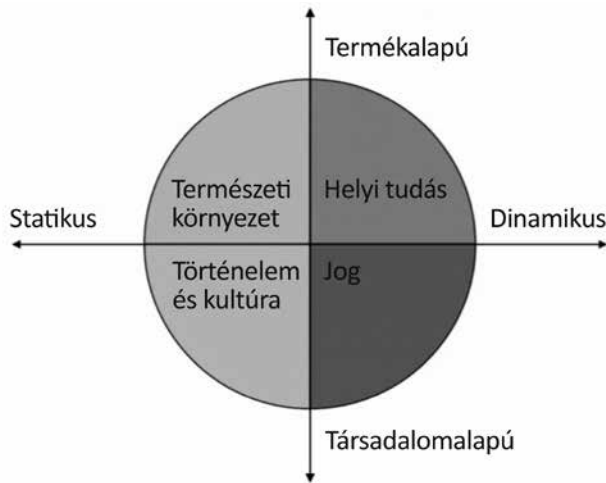 Termékalapú
Természeti
környezet
Helyi tudás
Statikus
Dinamikus
Történelem
és kultúra
Jog
Társadalomalapú